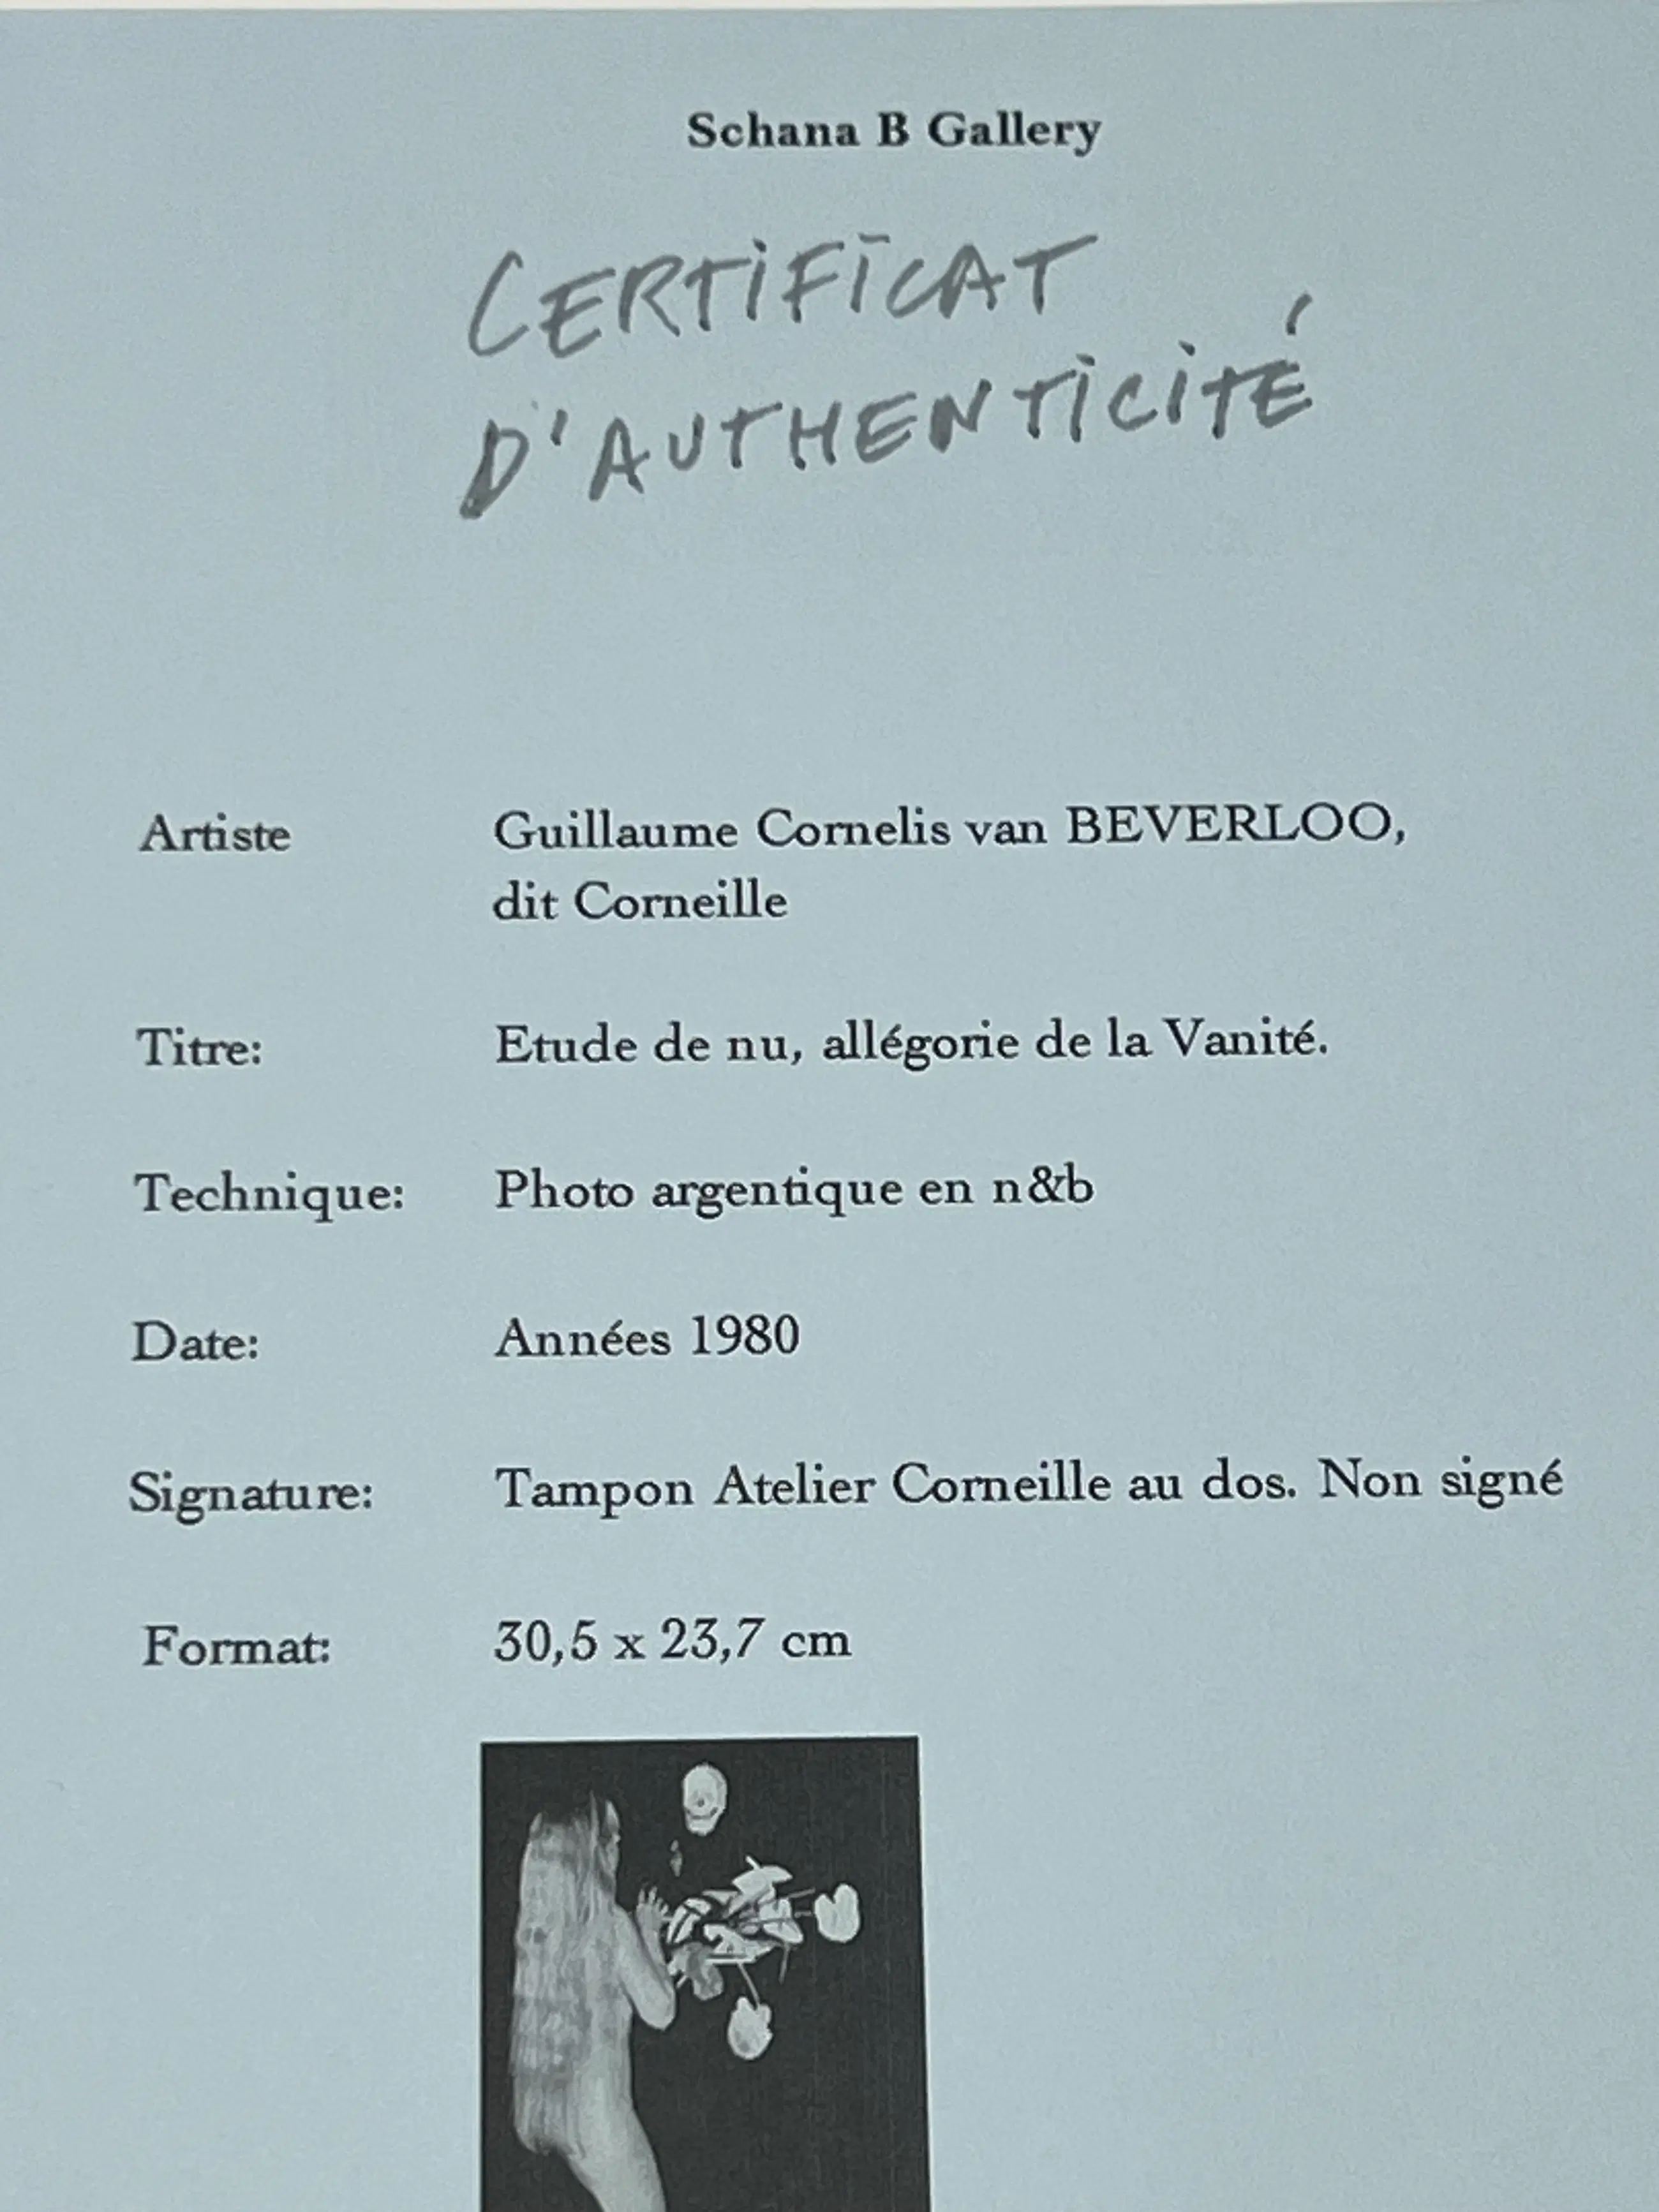 Schana B Gallery
CERTIFICAT
D'AUTHENTICITÉ
Artiste Guillaume Cornelis van BEVERLOO,
dit Corneille
Titre: Etude de nu, allégorie de la Vanité.
Technique: Photo argentique en n&b
Date: Années 1980
Signature: Tampon Atelier Corneille au dos. Non signé
Format: 30,5 x 23,7 cm